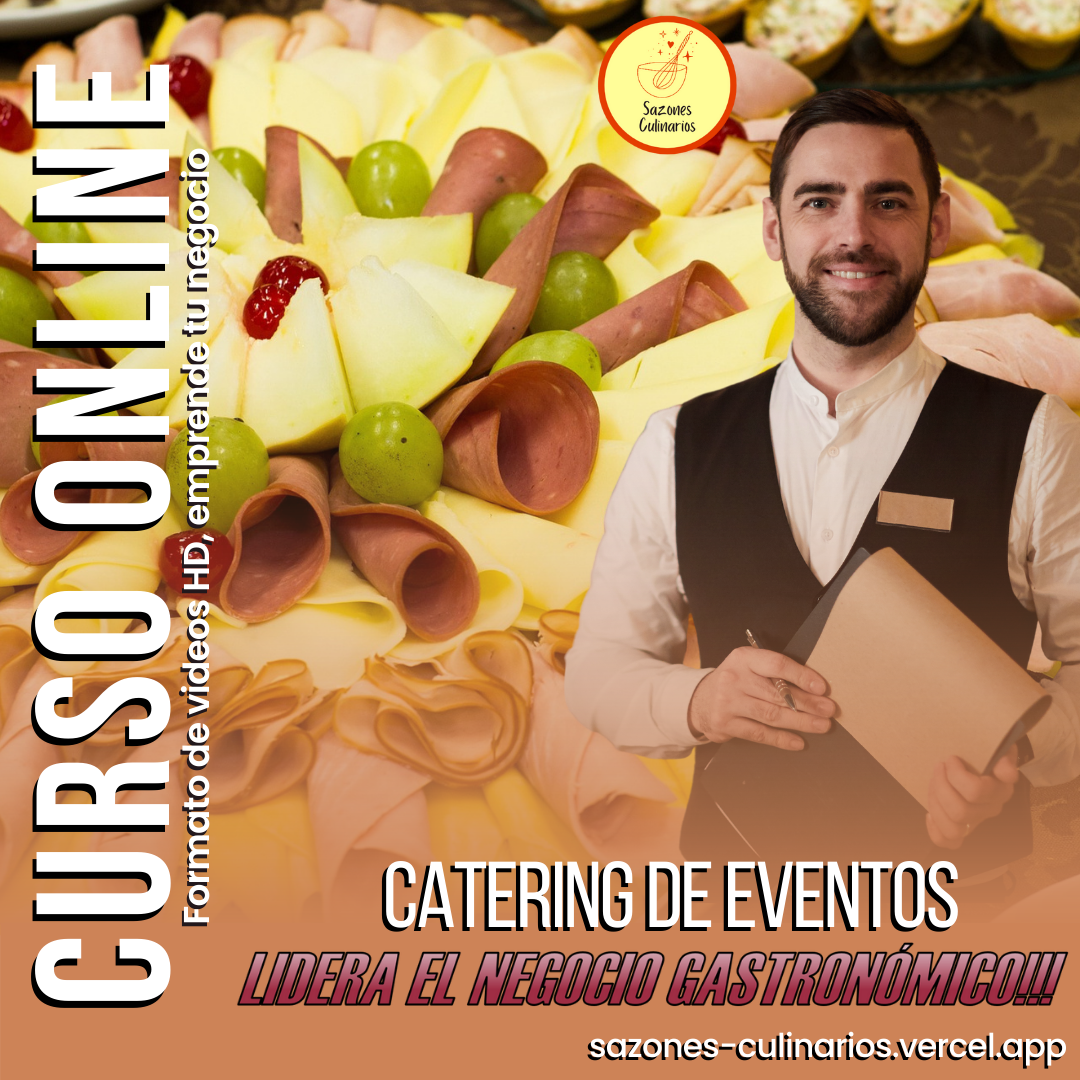 CURSO ONLINE
Formato de videos HD, emprende tu negocio
Sazones
Culinarios
CATERING DE EVENTOS
LIDERA EL NEGOCIO GASTRONÓMICO!!!
sazones-culinarios.vercel.app